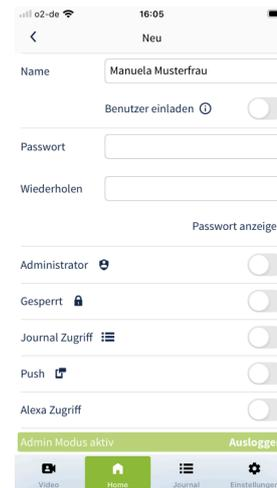 o2-de 16:05
Neu
Name Manuela Musterfrau
Benutzer einladen
Passwort
Wiederholen
Passwort anzeige
Administrator
Gesperrt
Journal Zugriff
Push
Alexa Zugriff
Admin Modus aktiv Auslogge
Video Home Journal Einstellungen